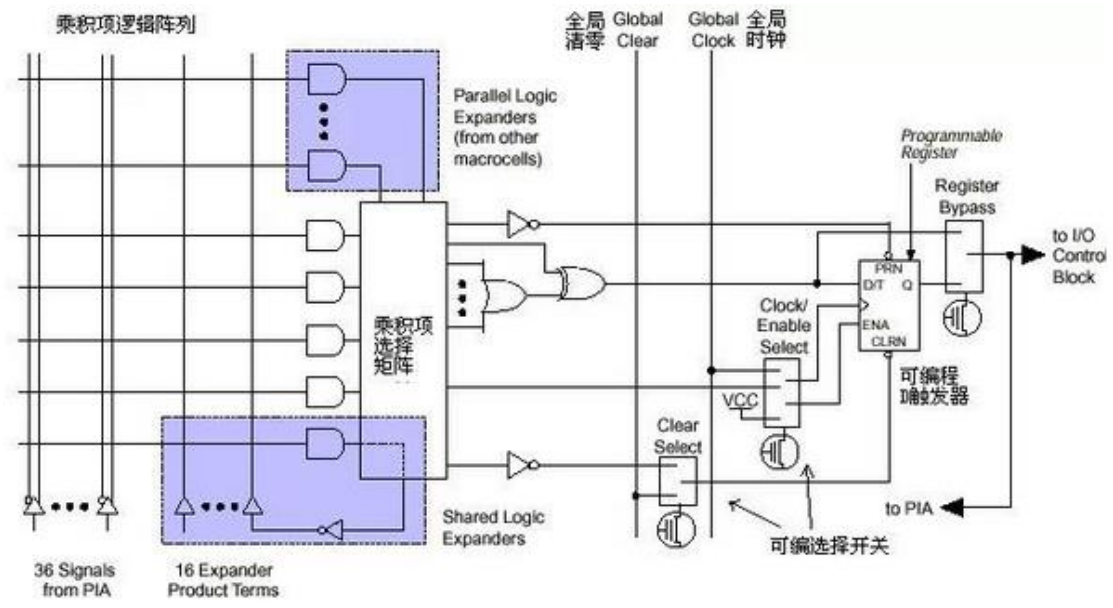 乘积项逻辑阵列
全局 Global
清零 Clear
Global 全局
Clock 时钟
Parallel Logic
Expanders
(from other
macrocells)
Programmable
Register
Register
Bypass
to I/O
Control
Block
PRN
D/T Q
ENA
CLRN
Clock/
Enable
Select
乘积项
选择
矩阵
可编程
D触发器
VCC
Clear
Select
Shared Logic
Expanders
to PIA
可编选择开关
36 Signals
from PIA
16 Expander
Product Terms